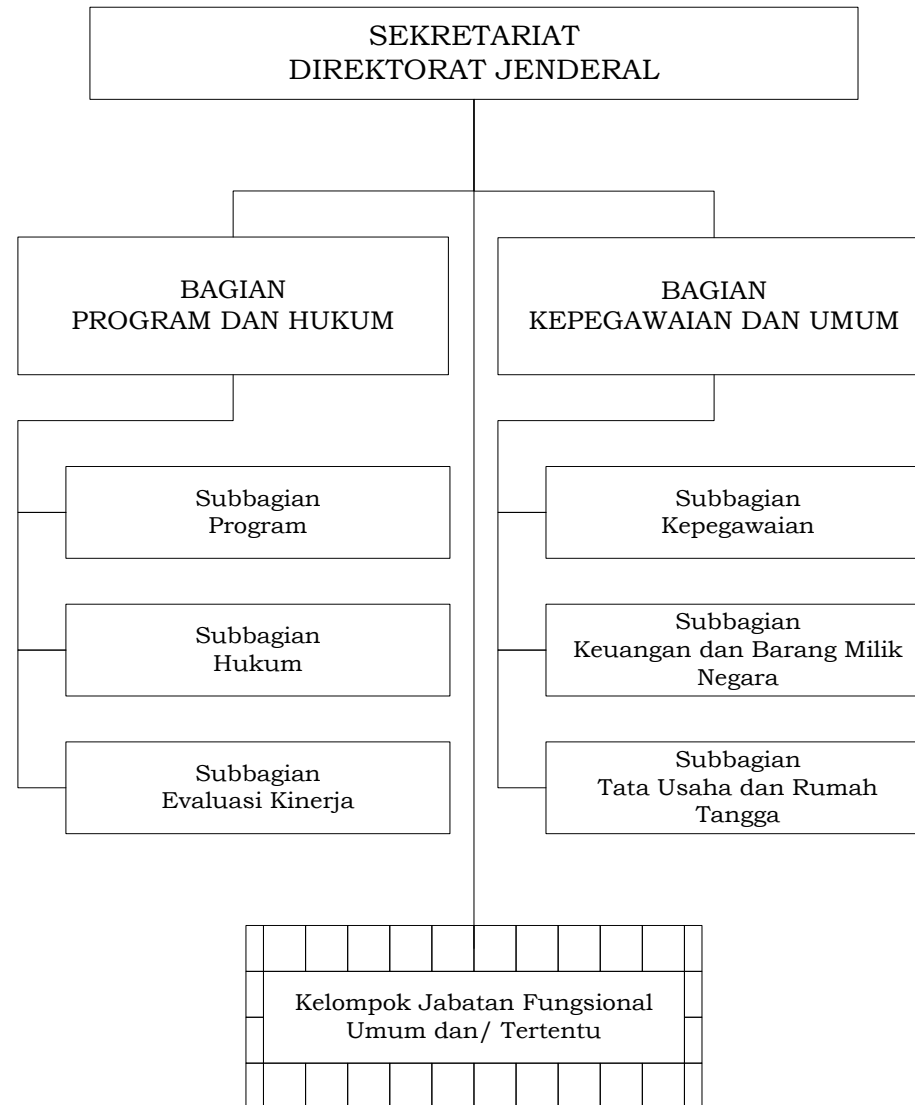 SEKRETARIAT
DIREKTORAT JENDERAL
BAGIAN
PROGRAM DAN HUKUM
Subbagian
Program
Subbagian
Hukum
Subbagian
Evaluasi Kinerja
BAGIAN
KEPEGAWAIAN DAN UMUM
Subbagian
Kepegawaian
Subbagian
Keuangan dan Barang Milik
Negara
Subbagian
Tata Usaha dan Rumah
Tangga
Kelompok Jabatan Fungsional
Umum dan/ Tertentu